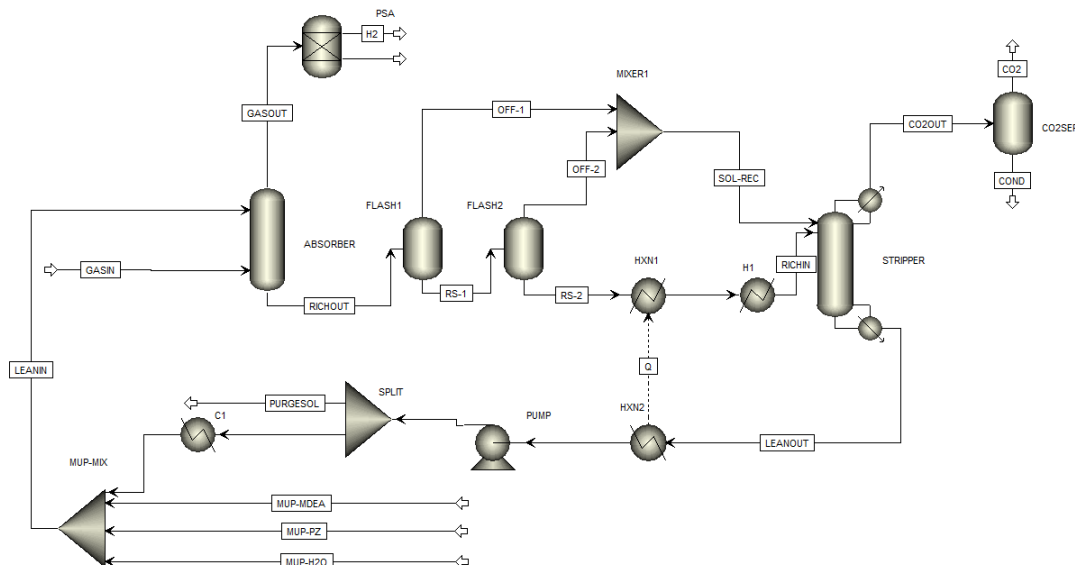 PSA
H2
GASOUT
MIXER1
OFF-1
OFF-2
SOL-REC
CO2
CO2OUT
CO2SEP
COND
FLASH1
FLASH2
ABSORBER
GASIN
RICHOUT
RS-1
RS-2
HXN1
H1
RICHIN
STRIPPER
LEANIN
Q
PURGESOL
SPLIT
C1
PUMP
HXN2
LEANOUT
MUP-MIX
MUP-MDEA
MUP-PZ
MUP-H2O